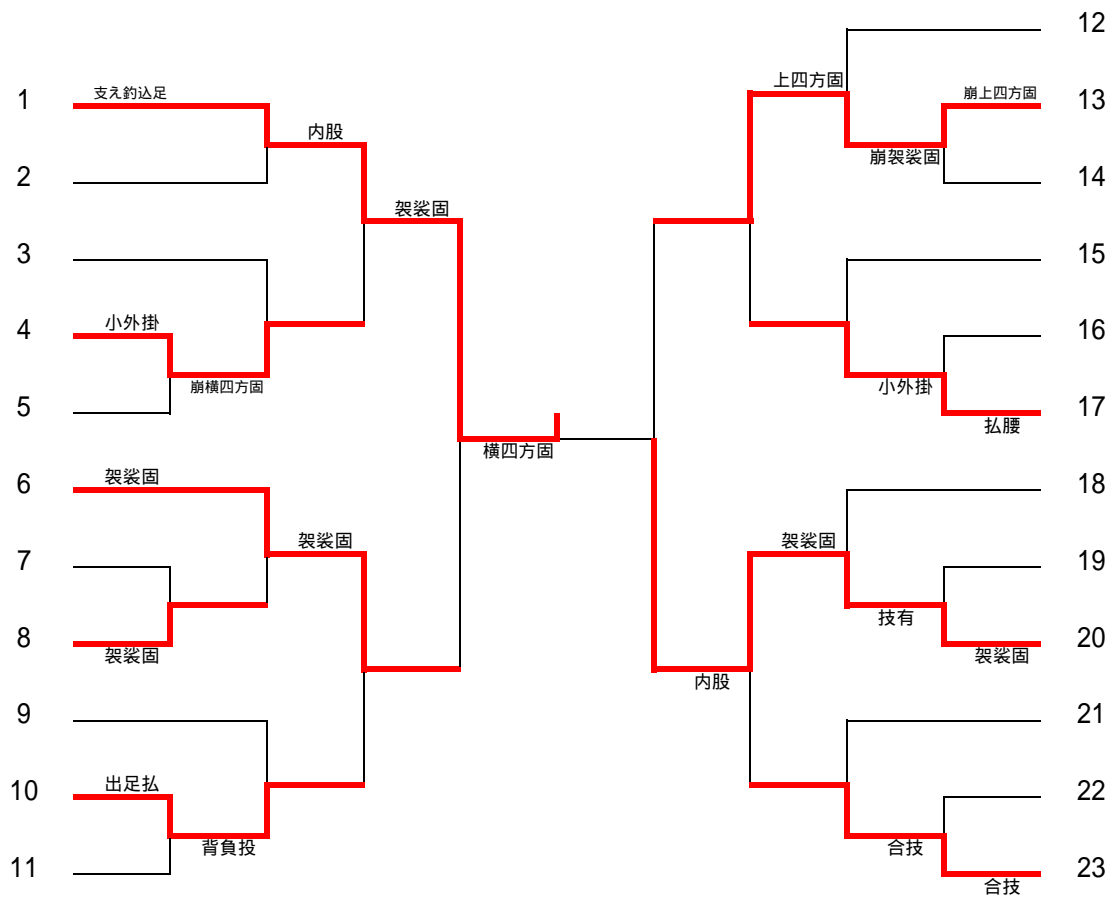 1
支え釣込足
内股
2
袈裟固
3
4
小外掛
崩横四方固
5
横四方固
6
袈裟固
袈裟固
7
8
袈裟固
9
10
出足払
背負投
11
12
上四方固
崩上四方固
13
崩袈裟固
14
15
16
小外掛
17
払腰
18
袈裟固
19
技有
20
袈裟固
内股
21
22
合技
23
合技